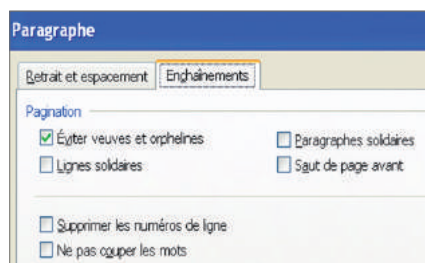 Paragraphe
Retrait et espacement Enchaînements
Pagination
Éviter veuves et orphelines Paragraphes solidaires
Lignes solidaires Saut de page avant
Supprimer les numéros de ligne
Ne pas couper les mots